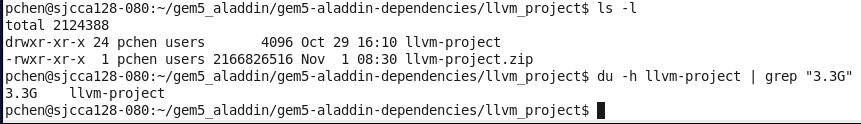 pchen@sjcca128-080:~/gem5_aladdin/gem5-aladdin-dependencies/llvm_project$ ls -l
total 2124388
drwxr-xr-x 24 pchen users       4096 Oct 29 16:10 llvm-project
-rwxr-xr-x  1 pchen users 2166826516 Nov  1 08:30 llvm-project.zip
pchen@sjcca128-080:~/gem5_aladdin/gem5-aladdin-dependencies/llvm_project$ du -h llvm-project | grep "3.3G"
3.3G    llvm-project
pchen@sjcca128-080:~/gem5_aladdin/gem5-aladdin-dependencies/llvm_project$